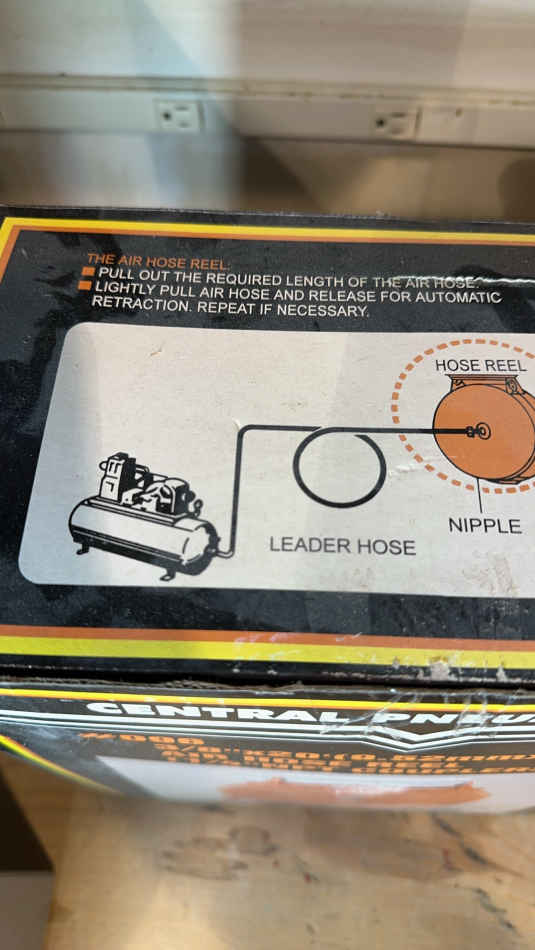 THE AIR HOSE REEL:
PULL OUT THE REQUIRED LENGTH OF THE AIR HOSE.
LIGHTLY PULL AIR HOSE AND RELEASE FOR AUTOMATIC
RETRACTION. REPEAT IF NECESSARY.
HOSE REEL
NIPPLE
LEADER HOSE
CENTRAL PNEU